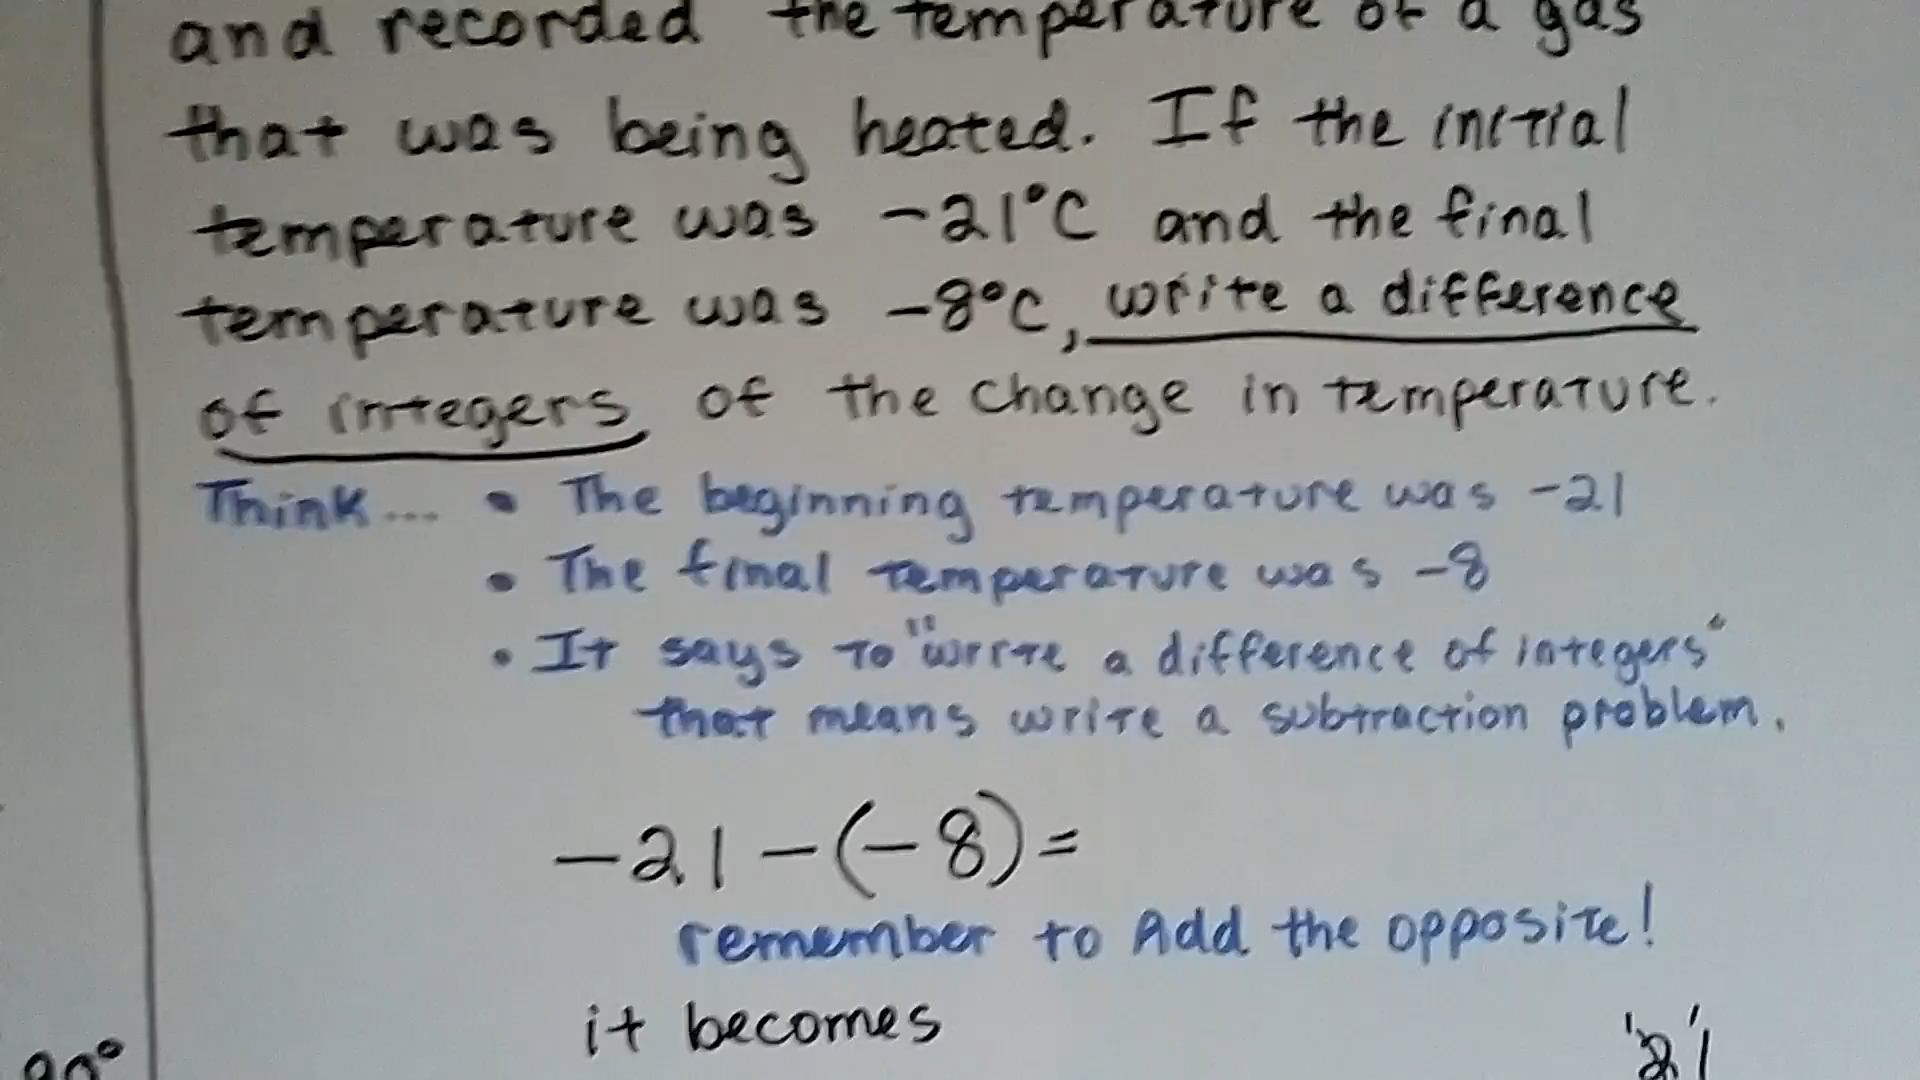 and recorded the temperature of a gas
that was being heated. If the initial
temperature was -21°C and the final
temperature was -8°C, write a difference
of integers of the change in temperature.
Think... • The beginning temperature was -21
• The final temperature was -8
• It says to "write a difference of integers"
that means write a subtraction problem.
-21-(-8)=
remember to Add the opposite!
it becomes